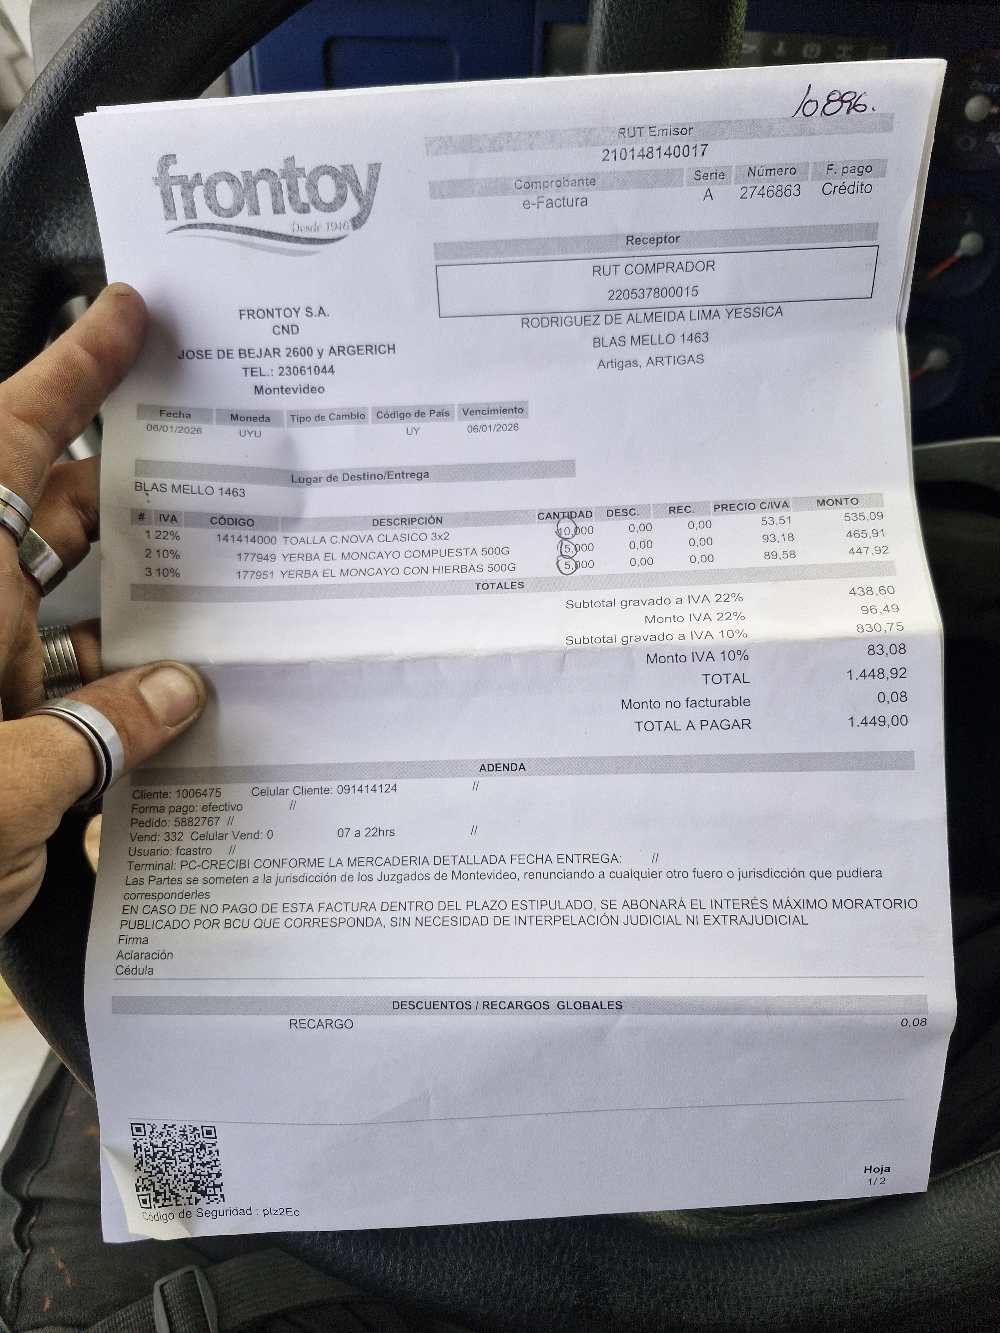 10896.
frontoy
Desde 1946
RUT Emisor
210148140017
Comprobante Serie Número F. pago
e-Factura A 2746863 Crédito
Receptor
RUT COMPRADOR
220537800015
RODRIGUEZ DE ALMEIDA LIMA YESSICA
BLAS MELLO 1463
Artigas, ARTIGAS
FRONTOY S.A.
CND
JOSE DE BEJAR 2600 y ARGERICH
TEL.: 23061044
Montevideo
Fecha Moneda Tipo de Cambio Código de País Vencimiento
06/01/2026 UYU UY 06/01/2026
Lugar de Destino/Entrega
BLAS MELLO 1463
# IVA CÓDIGO DESCRIPCIÓN CANTIDAD DESC. REC. PRECIO C/IVA MONTO
1 22% 141414000 TOALLA C.NOVA CLASICO 3x2 10,000 0,00 0,00 53,51 535,09
2 10% 177949 YERBA EL MONCAYO COMPUESTA 500G 5,000 0,00 0,00 93,18 465,91
3 10% 177951 YERBA EL MONCAYO CON HIERBAS 500G 5,000 0,00 0,00 89,58 447,92
TOTALES
Subtotal gravado a IVA 22% 438,60
Monto IVA 22% 96,49
Subtotal gravado a IVA 10% 830,75
Monto IVA 10% 83,08
TOTAL 1.448,92
Monto no facturable 0,08
TOTAL A PAGAR 1.449,00
ADENDA
Cliente: 1006475 Celular Cliente: 091414124 //
Forma pago: efectivo //
Pedido: 5882767 //
Vend: 332 Celular Vend: 0 07 a 22hrs //
Usuario: fcastro //
Terminal: PC-CRECIBI CONFORME LA MERCADERIA DETALLADA FECHA ENTREGA: //
Las Partes se someten a la jurisdicción de los Juzgados de Montevideo, renunciando a cualquier otro fuero o jurisdicción que pudiera
corresponderles
EN CASO DE NO PAGO DE ESTA FACTURA DENTRO DEL PLAZO ESTIPULADO, SE ABONARÁ EL INTERÉS MÁXIMO MORATORIO
PUBLICADO POR BCU QUE CORRESPONDA, SIN NECESIDAD DE INTERPELACIÓN JUDICIAL NI EXTRAJUDICIAL
Firma
Aclaración
Cédula
DESCUENTOS / RECARGOS GLOBALES
RECARGO 0,08
Hoja
1/2
Código de Seguridad : plz2Ec